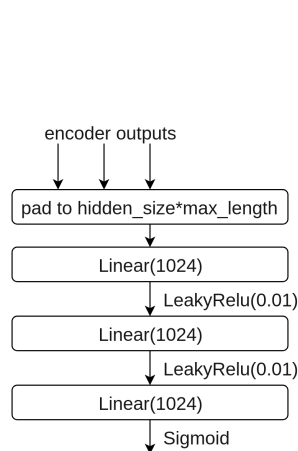 encoder outputs
pad to hidden_size*max_length
Linear(1024)
LeakyRelu(0.01)
Linear(1024)
LeakyRelu(0.01)
Linear(1024)
Sigmoid